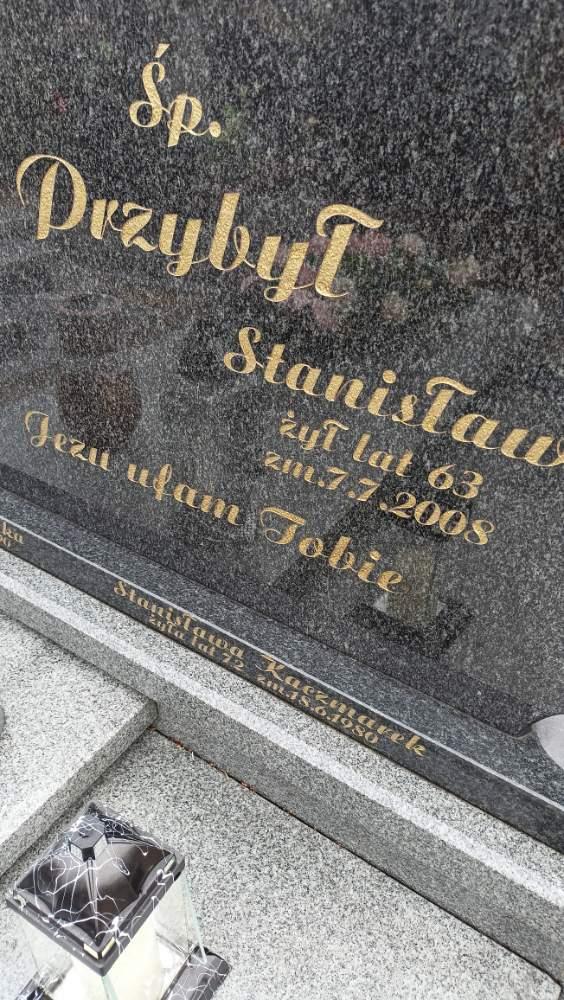 Śp.
Przybył
Stanisław
żył lat 63
zm.7.7.2008
Jezu ufam Tobie
Stanisława Kaczmarek
żyła lat 72 zm.18.6.1980